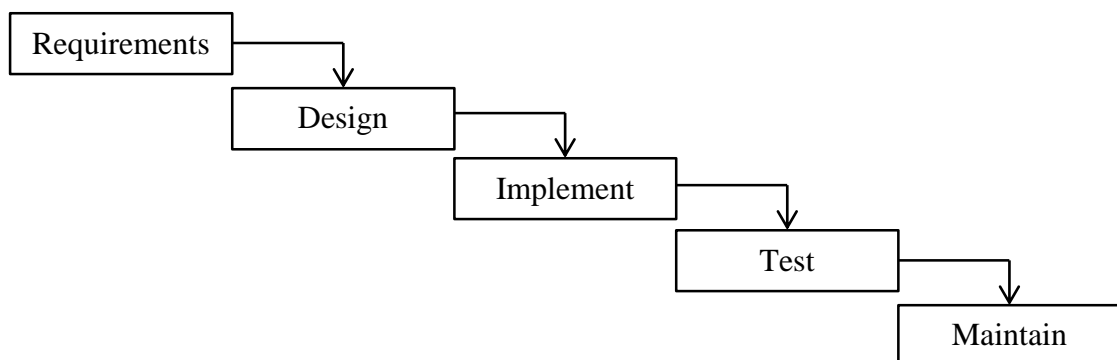 Requirements
Design
Implement
Test
Maintain